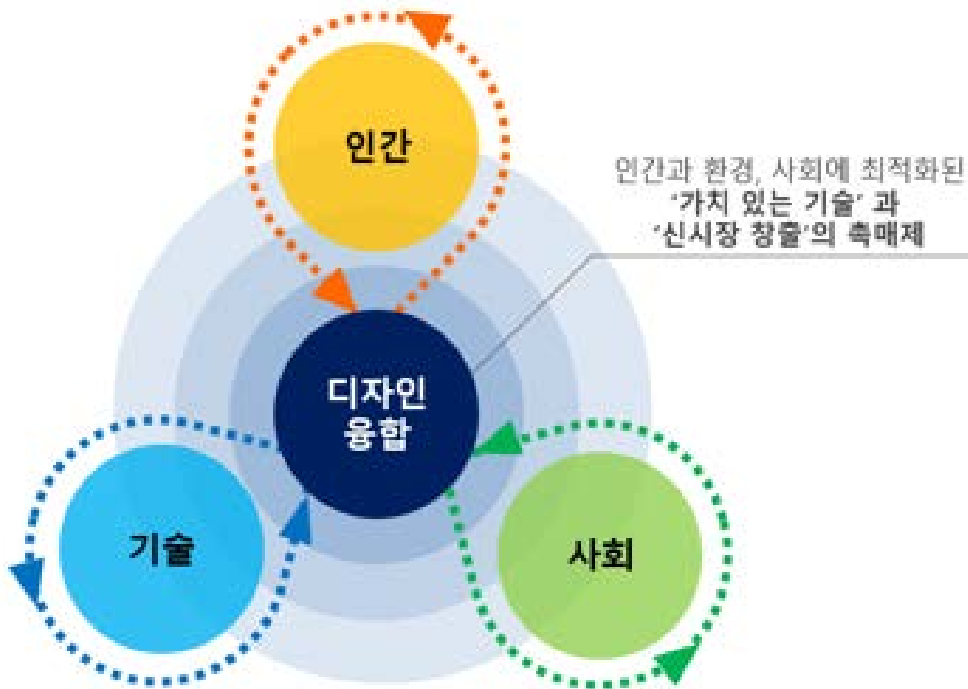 인간
인간과 환경, 사회에 최적화된
'가치 있는 기술' 과
'신시장 창출'의 촉매제
디자인
융합
기술
사회